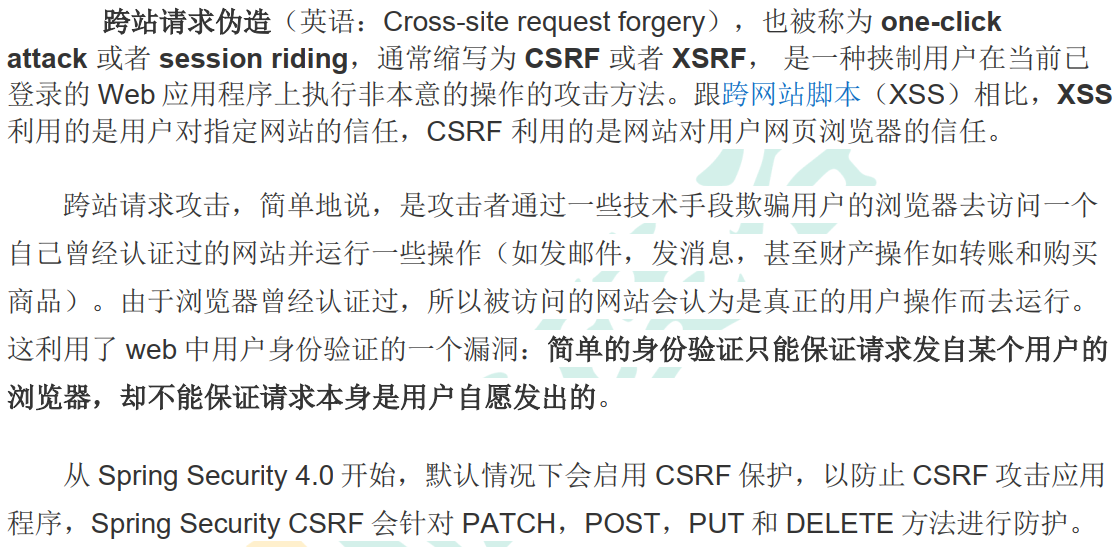 跨站请求伪造（英语：Cross-site request forgery），也被称为 one-click
attack 或者 session riding，通常缩写为 CSRF 或者 XSRF， 是一种挟制用户在当前已
登录的 Web 应用程序上执行非本意的操作的攻击方法。跟跨网站脚本（XSS）相比，XSS
利用的是用户对指定网站的信任，CSRF 利用的是网站对用户网页浏览器的信任。
跨站请求攻击，简单地说，是攻击者通过一些技术手段欺骗用户的浏览器去访问一个
自己曾经认证过的网站并运行一些操作（如发邮件，发消息，甚至财产操作如转账和购买
商品）。由于浏览器曾经认证过，所以被访问的网站会认为是真正的用户操作而去运行。
这利用了 web 中用户身份验证的一个漏洞：简单的身份验证只能保证请求发自某个用户的
浏览器，却不能保证请求本身是用户自愿发出的。
从 Spring Security 4.0 开始，默认情况下会启用 CSRF 保护，以防止 CSRF 攻击应用
程序，Spring Security CSRF 会针对 PATCH，POST，PUT 和 DELETE 方法进行防护。